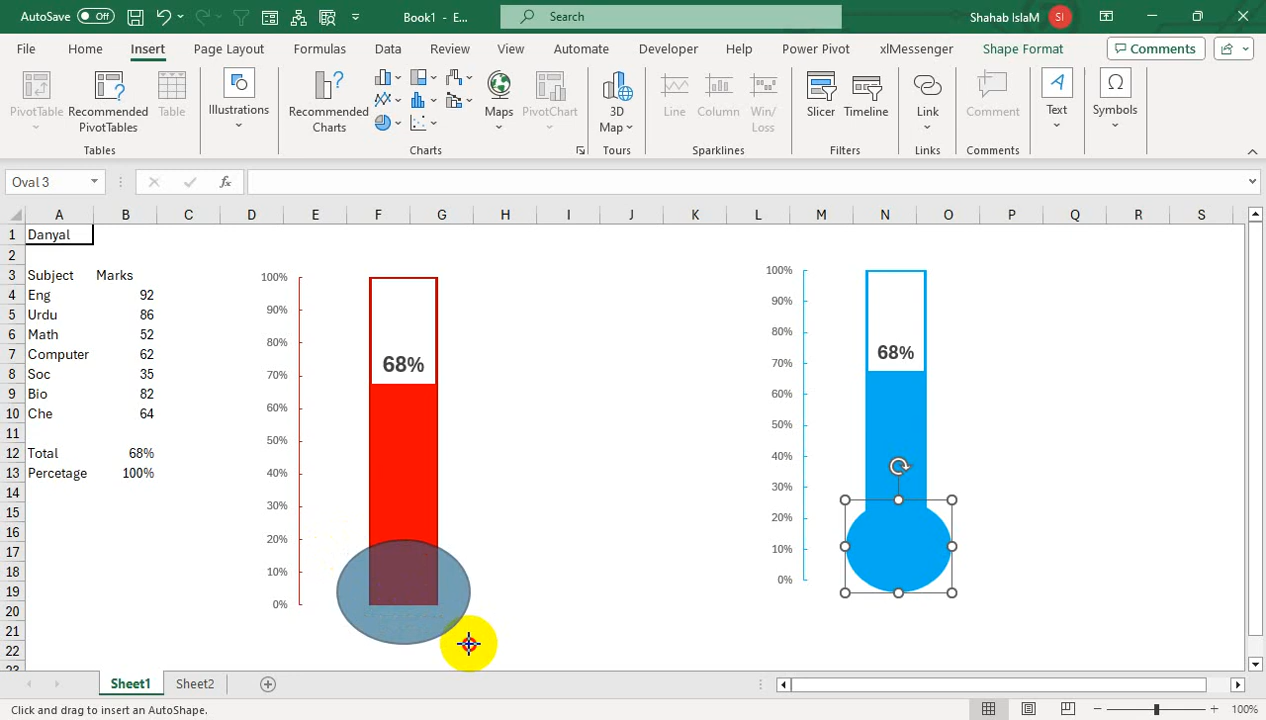 AutoSave Off Book1 - E... Search Shahab IslaM SI
File Home Insert Page Layout Formulas Data Review View Automate Developer Help Power Pivot xlMessenger Shape Format Comments
PivotTable Recommended PivotTables Table Illustrations Recommended Charts Maps PivotChart 3D Map Line Column Win/Loss Slicer Timeline Link Comment Text Symbols
Tables Charts Tours Sparklines Filters Links Comments
Oval 3 fx
A B C D E F G H I J K L M N O P Q R S
1 Danyal
2
3 Subject Marks
4 Eng 92
5 Urdu 86
6 Math 52
7 Computer 62
8 Soc 35
9 Bio 82
10 Che 64
11
12 Total 68%
13 Percetage 100%
14
15
16
17
18
19
20
21
22
23
100%
90%
80%
70%
60%
50%
40%
30%
20%
10%
0%
68%
100%
90%
80%
70%
60%
50%
40%
30%
20%
10%
0%
68%
Sheet1 Sheet2
Click and drag to insert an AutoShape. 100%